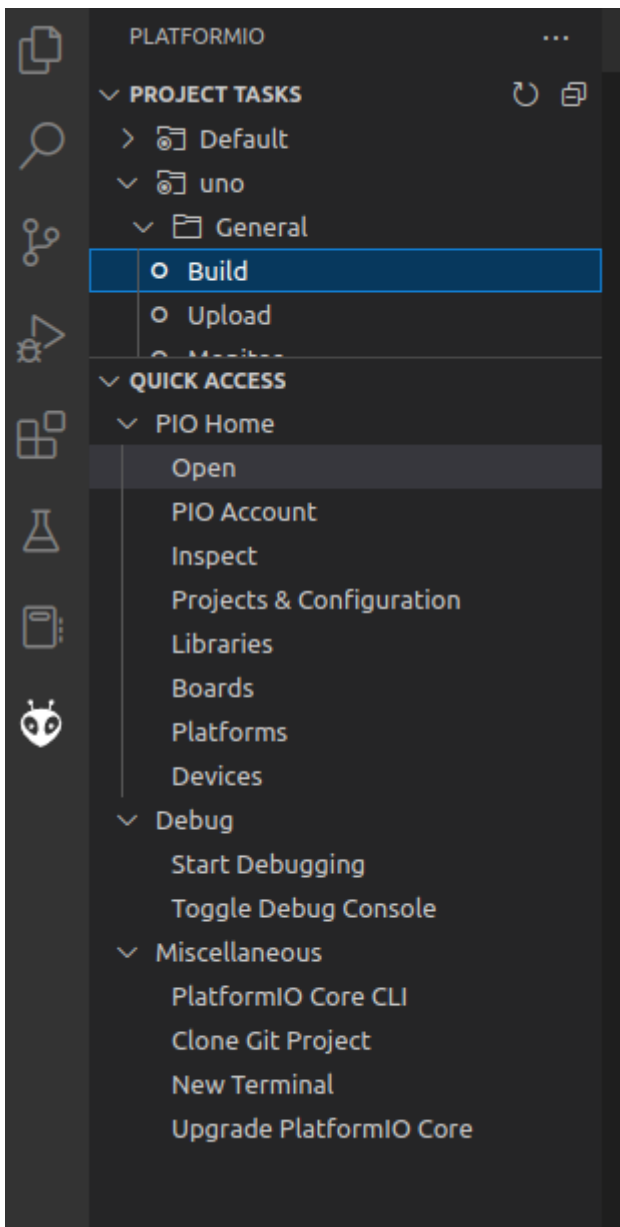 PLATFORMIO
PROJECT TASKS
Default
uno
General
Build
Upload
QUICK ACCESS
PIO Home
Open
PIO Account
Inspect
Projects & Configuration
Libraries
Boards
Platforms
Devices
Debug
Start Debugging
Toggle Debug Console
Miscellaneous
PlatformIO Core CLI
Clone Git Project
New Terminal
Upgrade PlatformIO Core